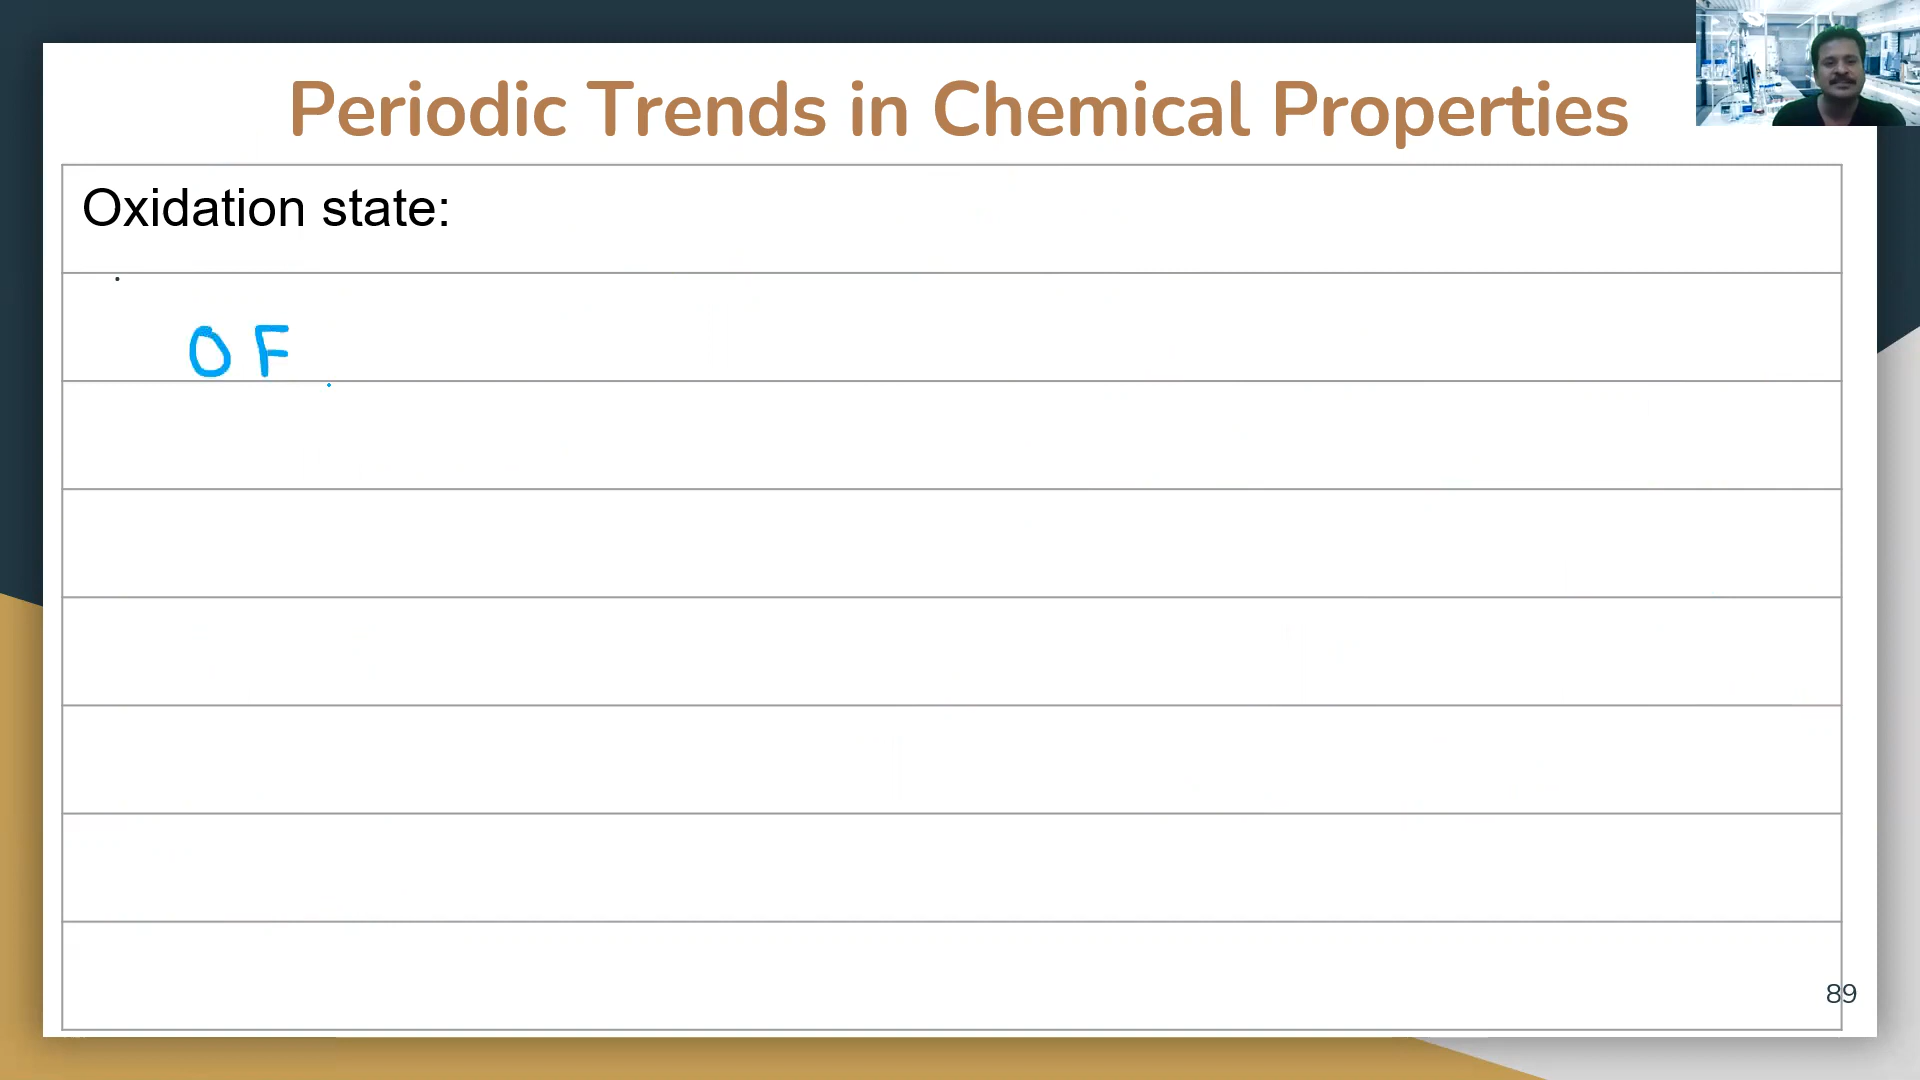 Periodic Trends in Chemical Properties
Oxidation state:
O F
89